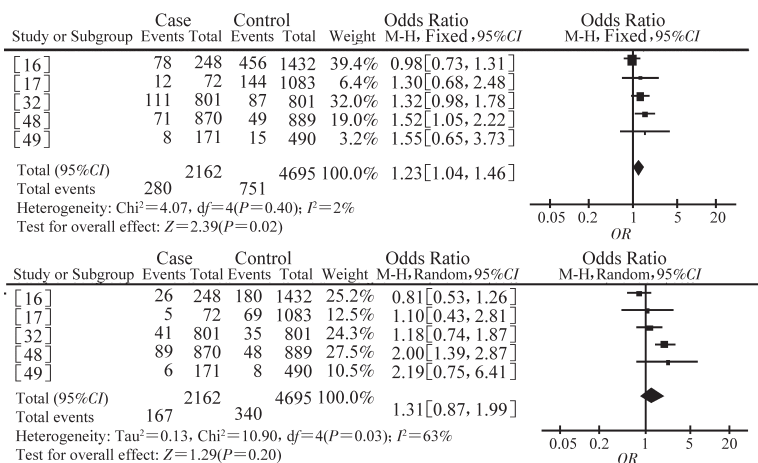 Case Control Odds Ratio Odds Ratio
Study or Subgroup Events Total Events Total Weight M-H, Fixed ,95%CI M-H, Fixed ,95%CI
[16] 78 248 456 1432 39.4% 0.98[0.73, 1.31]
[17] 12 72 144 1083 6.4% 1.30[0.68, 2.48]
[32] 111 801 87 801 32.0% 1.32[0.98, 1.78]
[48] 71 870 49 889 19.0% 1.52[1.05, 2.22]
[49] 8 171 15 490 3.2% 1.55[0.65, 3.73]
Total (95%CI) 2162 4695 100.0% 1.23[1.04, 1.46]
Total events 280 751
Heterogeneity: Chi²=4.07, df=4(P=0.40); I²=2%
Test for overall effect: Z=2.39(P=0.02)
0.05 0.2 1 5 20
OR
Case Control Odds Ratio Odds Ratio
Study or Subgroup Events Total Events Total Weight M-H,Random,95%CI M-H,Random,95%CI
[16] 26 248 180 1432 25.2% 0.81[0.53, 1.26]
[17] 5 72 69 1083 12.5% 1.10[0.43, 2.81]
[32] 41 801 35 801 24.3% 1.18[0.74, 1.87]
[48] 89 870 48 889 27.5% 2.00[1.39, 2.87]
[49] 6 171 8 490 10.5% 2.19[0.75, 6.41]
Total (95%CI) 2162 4695 100.0%
1.31[0.87, 1.99]
Total events 167 340
Heterogeneity: Tau²=0.13, Chi²=10.90, df=4(P=0.03); I²=63%
Test for overall effect: Z=1.29(P=0.20)
0.05 0.2 1 5 20
OR